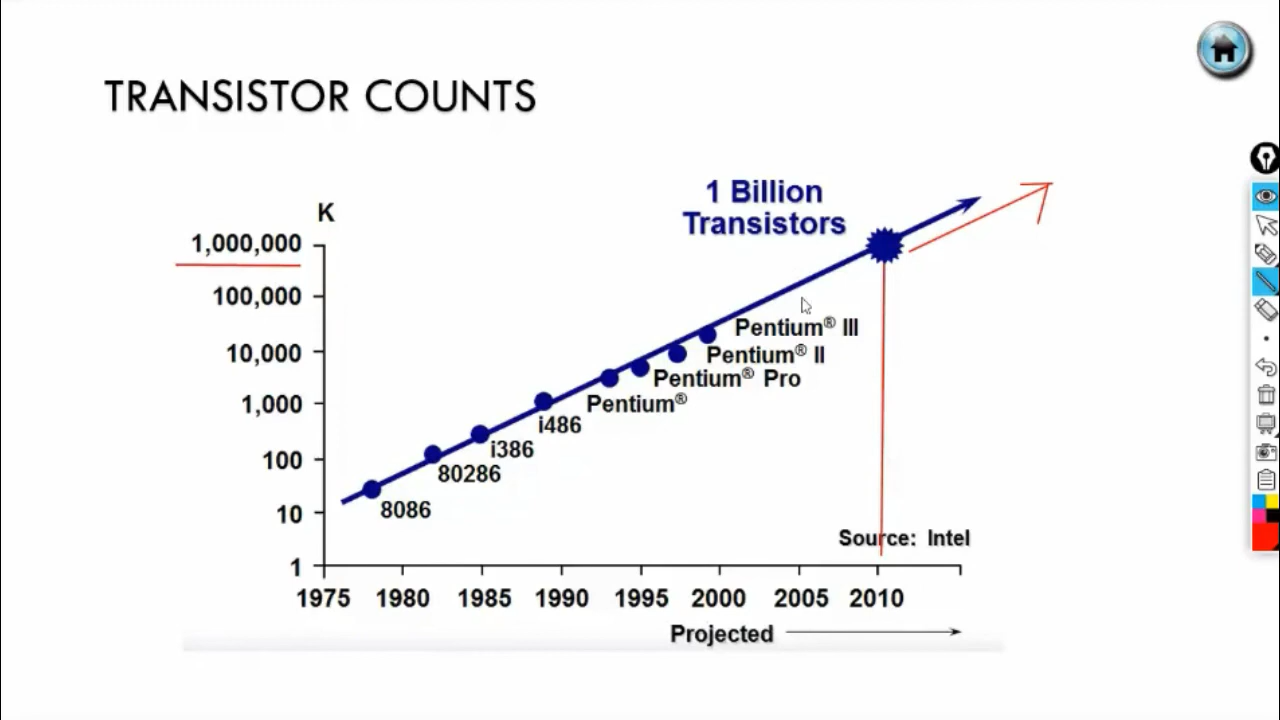 TRANSISTOR COUNTS
1 Billion
Transistors
K
1,000,000
100,000
10,000
1,000
100
10
1
Pentium® III
Pentium® II
Pentium® Pro
Pentium®
i486
i386
80286
8086
Source: Intel
1975 1980 1985 1990 1995 2000 2005 2010
Projected